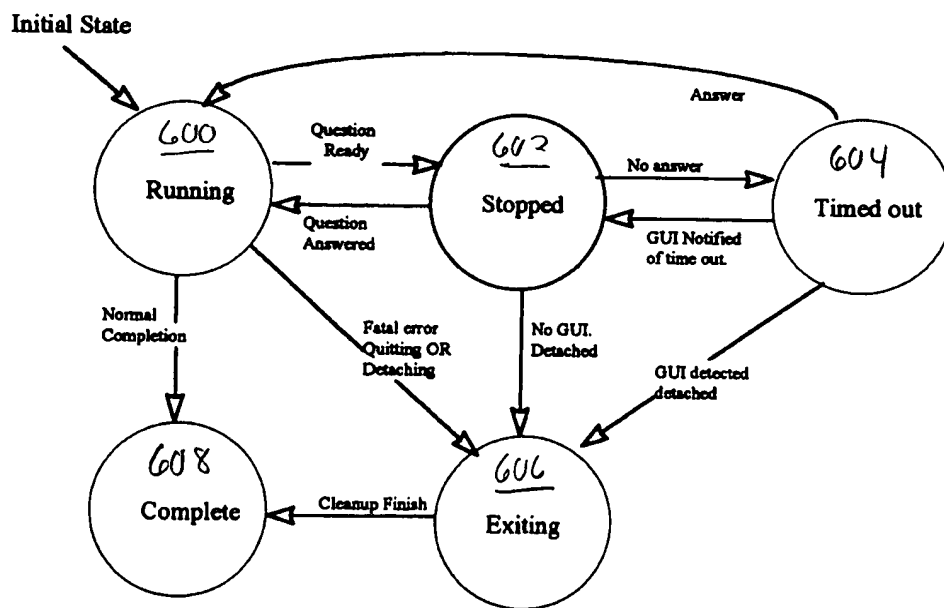 Initial State
Answer
600
Running
Question
Ready
602
Stopped
No answer
604
Timed out
Question
Answered
GUI Notified
of time out.
Normal
Completion
Fatal error
Quitting OR
Detaching
No GUI.
Detached
GUI detected
detached
608
Complete
Cleanup Finish
606
Exiting